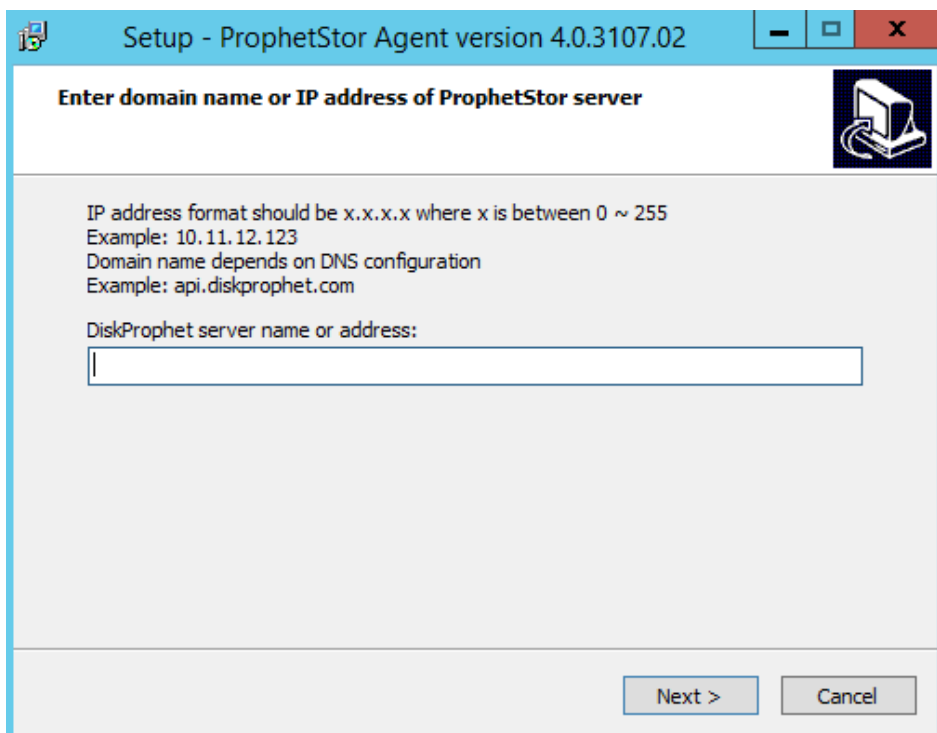 Setup - ProphetStor Agent version 4.0.3107.02
Enter domain name or IP address of ProphetStor server
IP address format should be x.x.x.x where x is between 0 ~ 255
Example: 10.11.12.123
Domain name depends on DNS configuration
Example: api.diskprophet.com
DiskProphet server name or address:
Next > Cancel